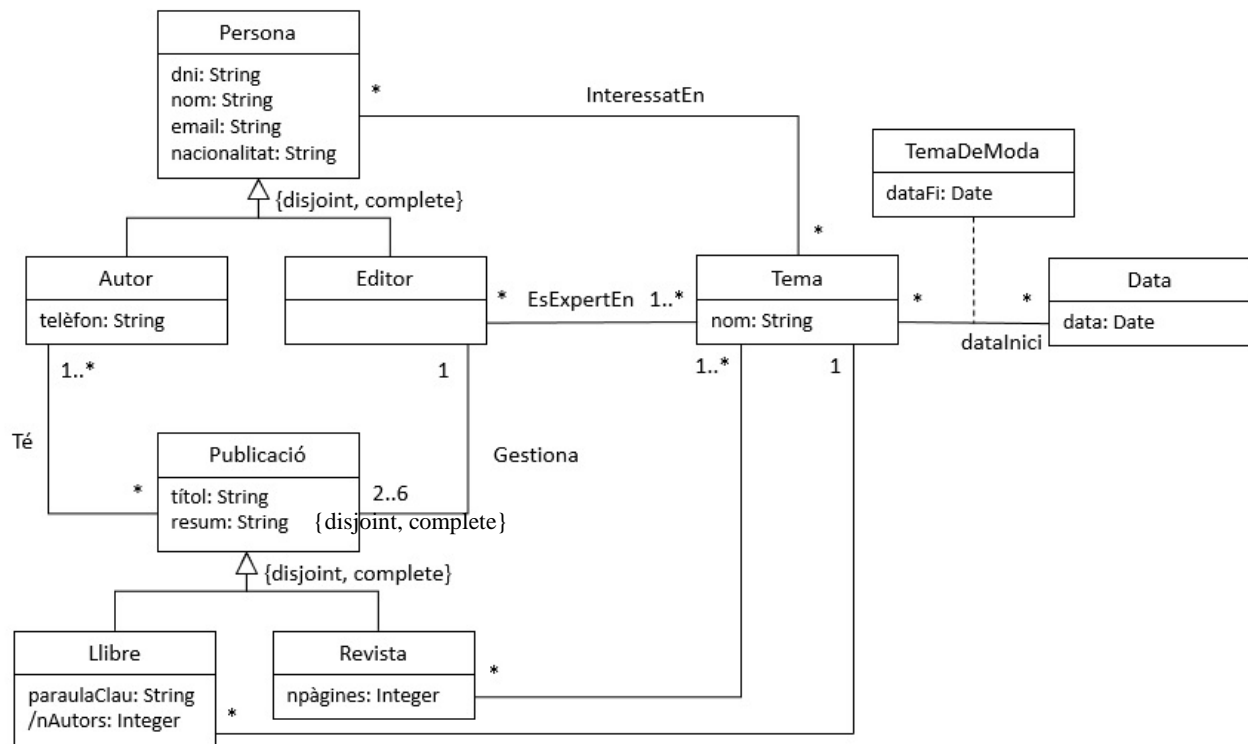 Persona
dni: String
nom: String
email: String
nacionalitat: String
*
InteressatEn
TemaDeModa
dataFi: Date
{disjoint, complete}
*
Autor
telèfon: String
Editor
*
EsExpertEn
1..*
Tema
nom: String
*
*
dataInici
Data
data: Date
1..*
1
1..*
1
Té
Publicació
títol: String
resum: String
*
2..6
Gestiona
{disjoint, complete}
{disjoint, complete}
Llibre
paraulaClau: String
/nAutors: Integer
*
Revista
npàgines: Integer
*